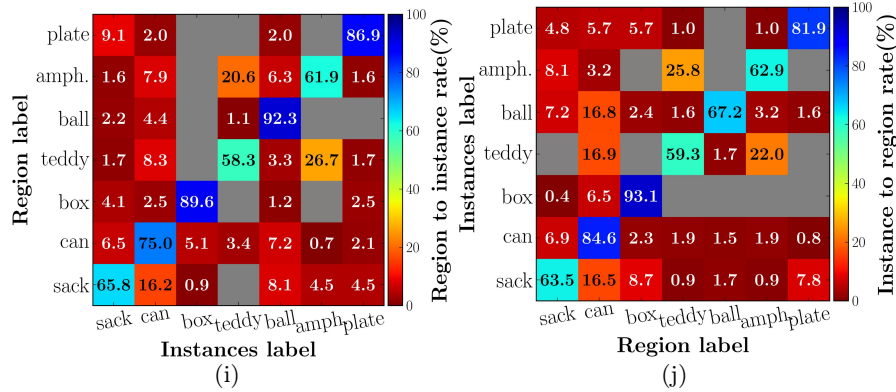 plate 9.1 2.0 2.0 86.9
amph. 1.6 7.9 20.6 6.3 61.9 1.6
ball 2.2 4.4 1.1 92.3
teddy 1.7 8.3 58.3 3.3 26.7 1.7
box 4.1 2.5 89.6 1.2 2.5
can 6.5 75.0 5.1 3.4 7.2 0.7 2.1
sack 65.8 16.2 0.9 8.1 4.5 4.5
sack can box teddy ball amph. plate
Instances label
Region label
100
80
60
40
20
0
Region to instance rate(%)
(i)
plate 4.8 5.7 5.7 1.0 1.0 81.9
amph. 8.1 3.2 25.8 62.9
ball 7.2 16.8 2.4 1.6 67.2 3.2 1.6
teddy 16.9 59.3 1.7 22.0
box 0.4 6.5 93.1
can 6.9 84.6 2.3 1.9 1.5 1.9 0.8
sack 63.5 16.5 8.7 0.9 1.7 0.9 7.8
sack can box teddy ball amph. plate
Region label
Instances label
100
80
60
40
20
0
Instance to region rate(%)
(j)